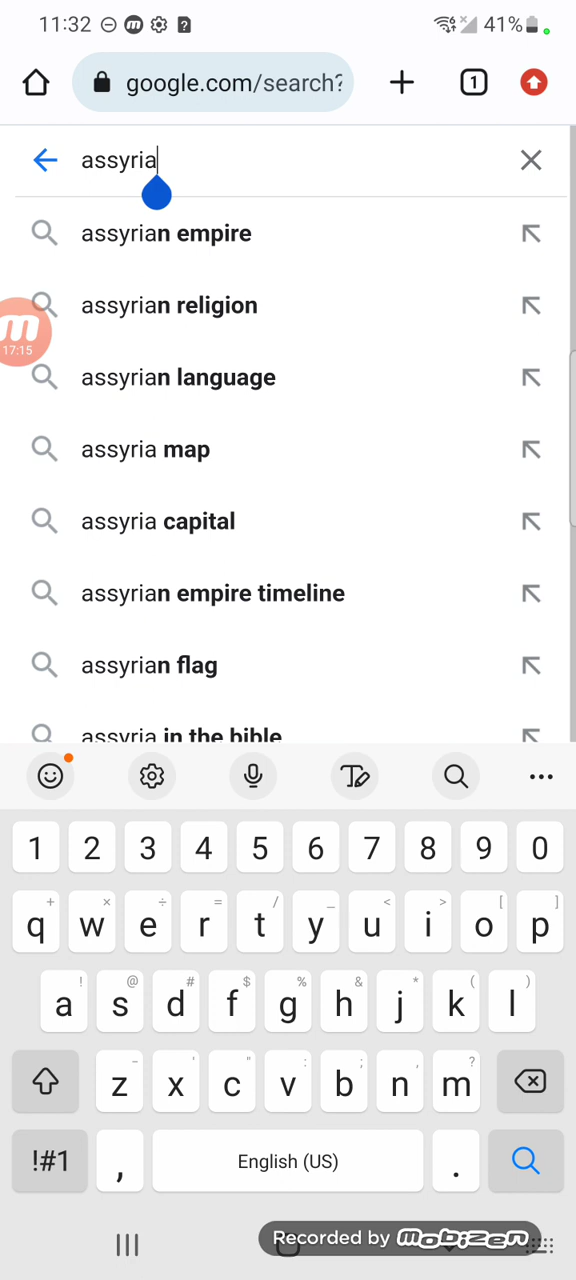 11:32 41%
google.com/search? 1
assyria
assyrian empire
assyrian religion
17:15
assyrian language
assyria map
assyria capital
assyrian empire timeline
assyrian flag
assyria in the bible
1 2 3 4 5 6 7 8 9 0
+ × ÷ = / _ < > [ ]
q w e r t y u i o p
! @ # $ % & * ( )
a s d f g h j k l
- ' " : ; , ?
z x c v b n m
!#1 , English (US) .
Recorded by mobizen